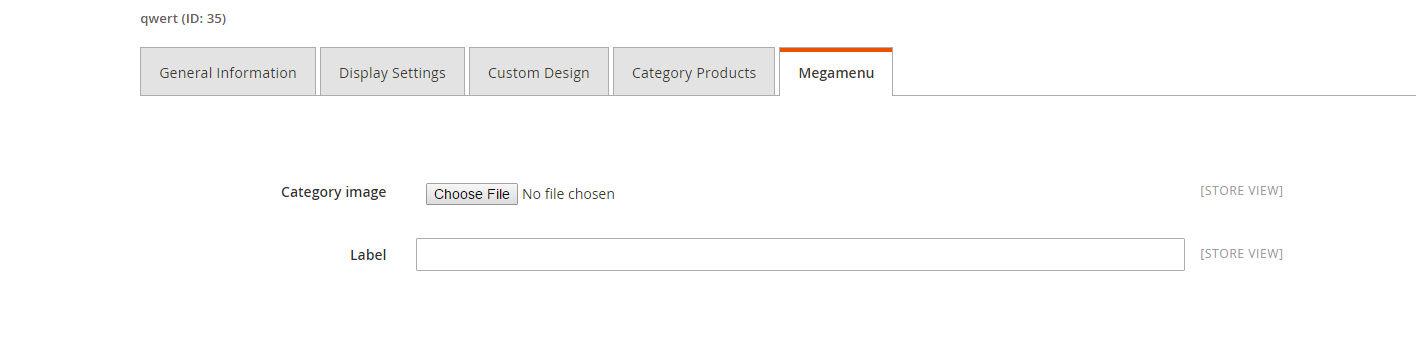 qwert (ID: 35)
General Information Display Settings Custom Design Category Products Megamenu
Category image Choose File No file chosen [STORE VIEW]
Label [STORE VIEW]